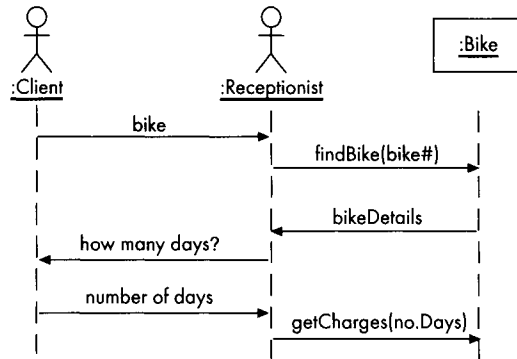 :Client
:Receptionist
:Bike
bike
findBike(bike#)
bikeDetails
how many days?
number of days
getCharges(no.Days)